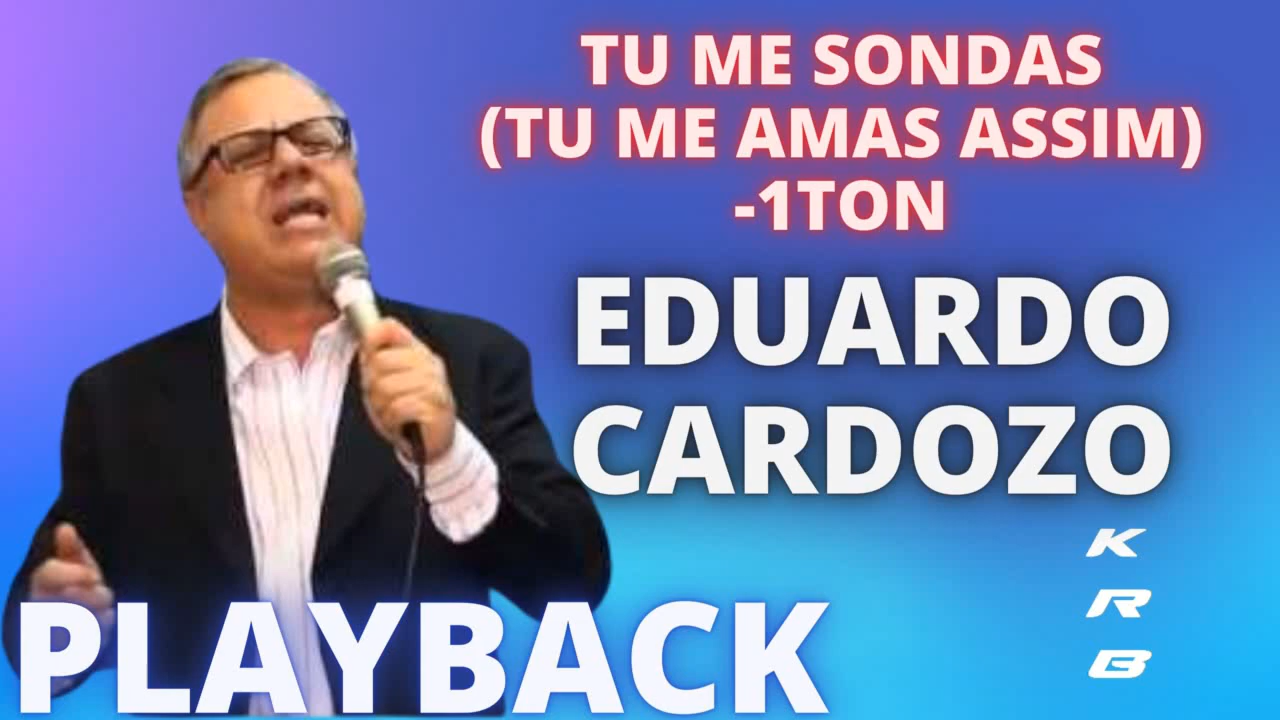 TU ME SONDAS
(TU ME AMAS ASSIM)
-1TON
EDUARDO
CARDOZO
K
R
B
PLAYBACK